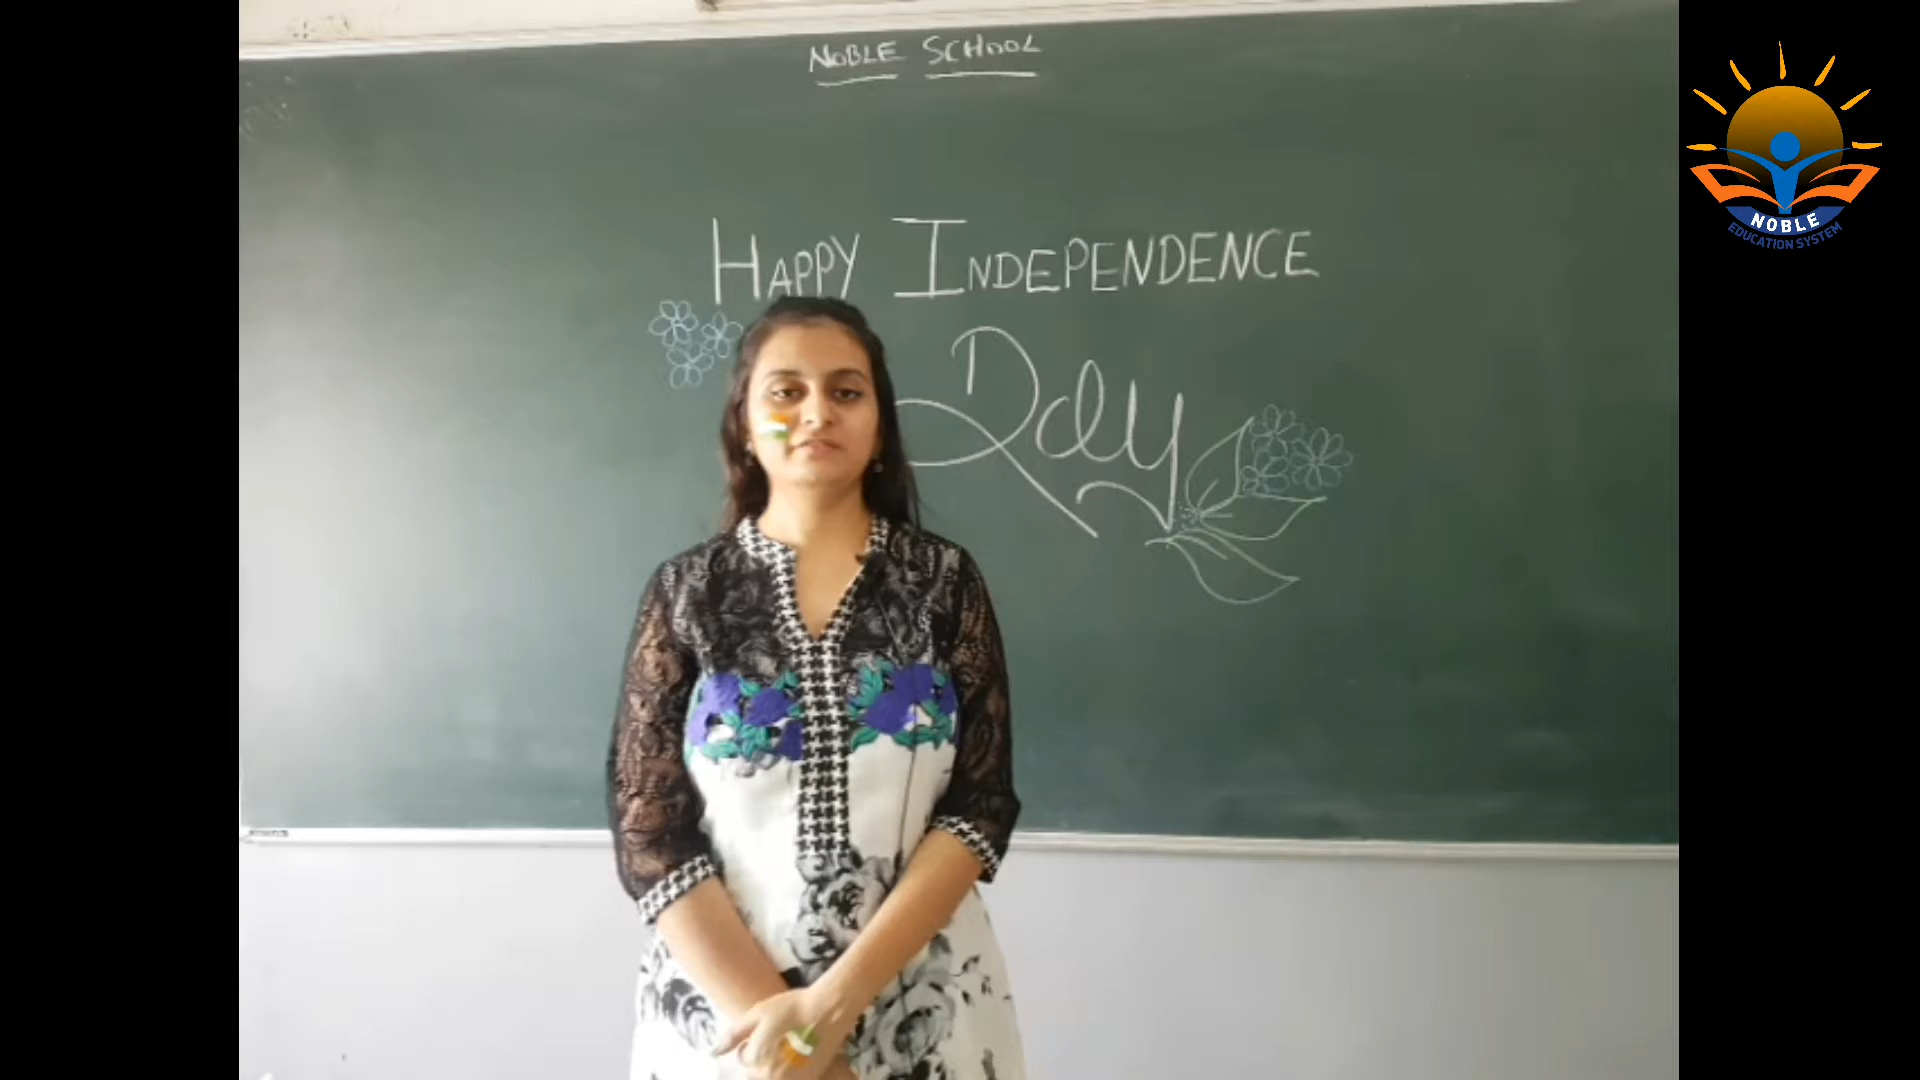 NOBLE SCHOOL
HAPPY INDEPENDENCE
Day
NOBLE
EDUCATION SYSTEM